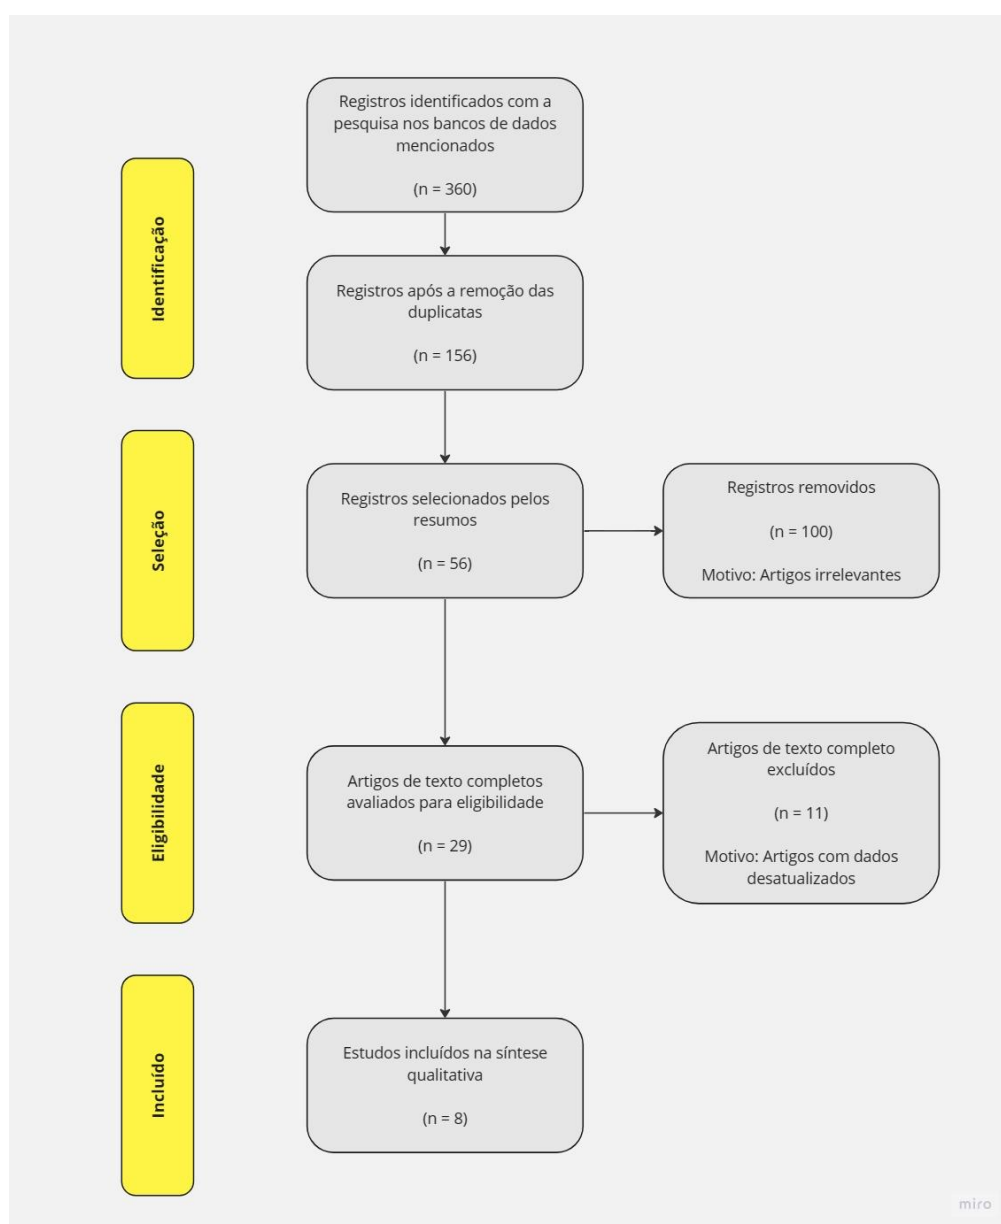 Registros identificados com a
pesquisa nos bancos de dados
mencionados
(n = 360)
Identificação
Registros após a remoção das
duplicatas
(n = 156)
Seleção
Registros selecionados pelos
resumos
(n = 56)
Registros removidos
(n = 100)
Motivo: Artigos irrelevantes
Eligibilidade
Artigos de texto completos
avaliados para eligibilidade
(n = 29)
Artigos de texto completo
excluídos
(n = 11)
Motivo: Artigos com dados
desatualizados
Incluído
Estudos incluídos na síntese
qualitativa
(n = 8)
miro